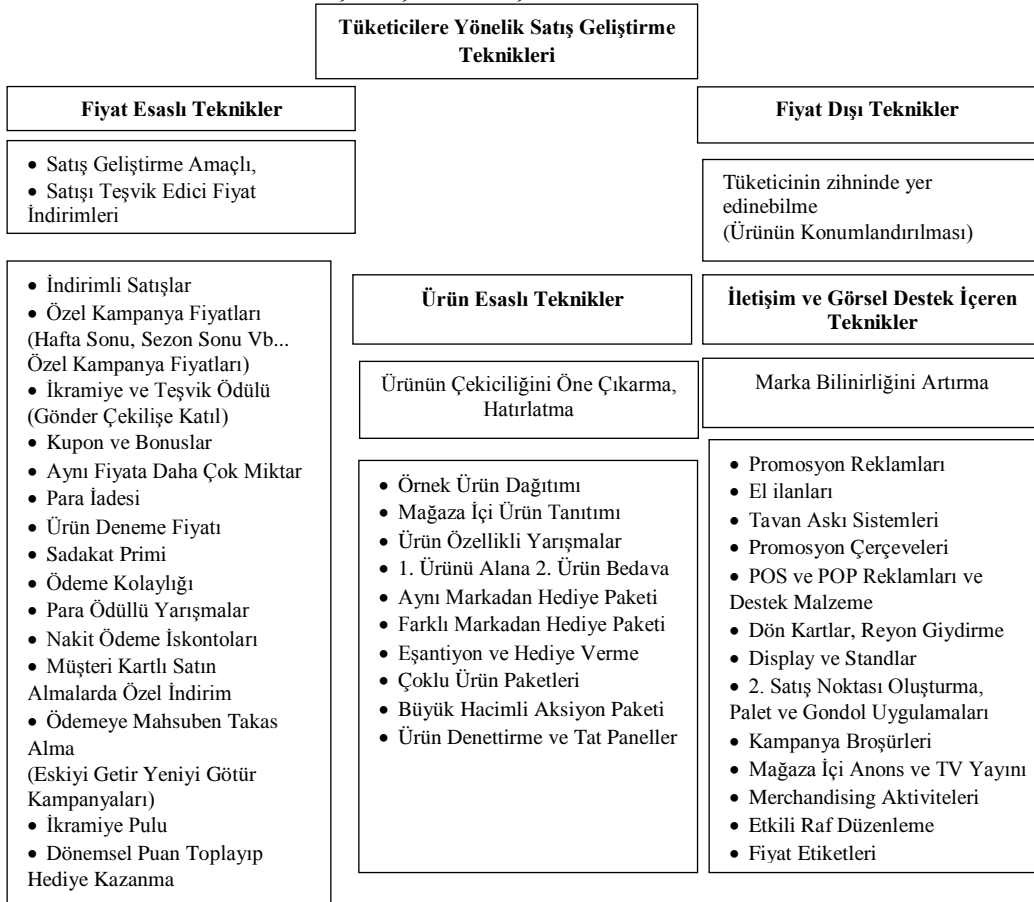 Tüketicilere Yönelik Satış Geliştirme
Teknikleri
Fiyat Esaslı Teknikler
Fiyat Dışı Teknikler
• Satış Geliştirme Amaçlı,
• Satışı Teşvik Edici Fiyat
İndirimleri
Tüketicinin zihninde yer
edinebilme
(Ürünün Konumlandırılması)
• İndirimli Satışlar
• Özel Kampanya Fiyatları
(Hafta Sonu, Sezon Sonu Vb...
Özel Kampanya Fiyatları)
• İkramiye ve Teşvik Ödülü
(Gönder Çekilişe Katıl)
• Kupon ve Bonuslar
• Aynı Fiyata Daha Çok Miktar
• Para İadesi
• Ürün Deneme Fiyatı
• Sadakat Primi
• Ödeme Kolaylığı
• Para Ödüllü Yarışmalar
• Nakit Ödeme İskontoları
• Müşteri Kartlı Satın
Almalarda Özel İndirim
• Ödemeye Mahsuben Takas
Alma
(Eskiyi Getir Yeniyi Götür
Kampanyaları)
• İkramiye Pulu
• Dönemsel Puan Toplayıp
Hediye Kazanma
Ürün Esaslı Teknikler
Ürünün Çekiciliğini Öne Çıkarma,
Hatırlatma
• Örnek Ürün Dağıtımı
• Mağaza İçi Ürün Tanıtımı
• Ürün Özellikli Yarışmalar
• 1. Ürünü Alana 2. Ürün Bedava
• Aynı Markadan Hediye Paketi
• Farklı Markadan Hediye Paketi
• Eşantiyon ve Hediye Verme
• Çoklu Ürün Paketleri
• Büyük Hacimli Aksiyon Paketi
• Ürün Denettirme ve Tat Paneller
İletişim ve Görsel Destek İçeren
Teknikler
Marka Bilinirliğini Artırma
• Promosyon Reklamları
• El ilanları
• Tavan Askı Sistemleri
• Promosyon Çerçeveleri
• POS ve POP Reklamları ve
Destek Malzeme
• Dön Kartlar, Reyon Giydirme
• Display ve Standlar
• 2. Satış Noktası Oluşturma,
Palet ve Gondol Uygulamaları
• Kampanya Broşürleri
• Mağaza İçi Anons ve TV Yayını
• Merchandising Aktiviteleri
• Etkili Raf Düzenleme
• Fiyat Etiketleri